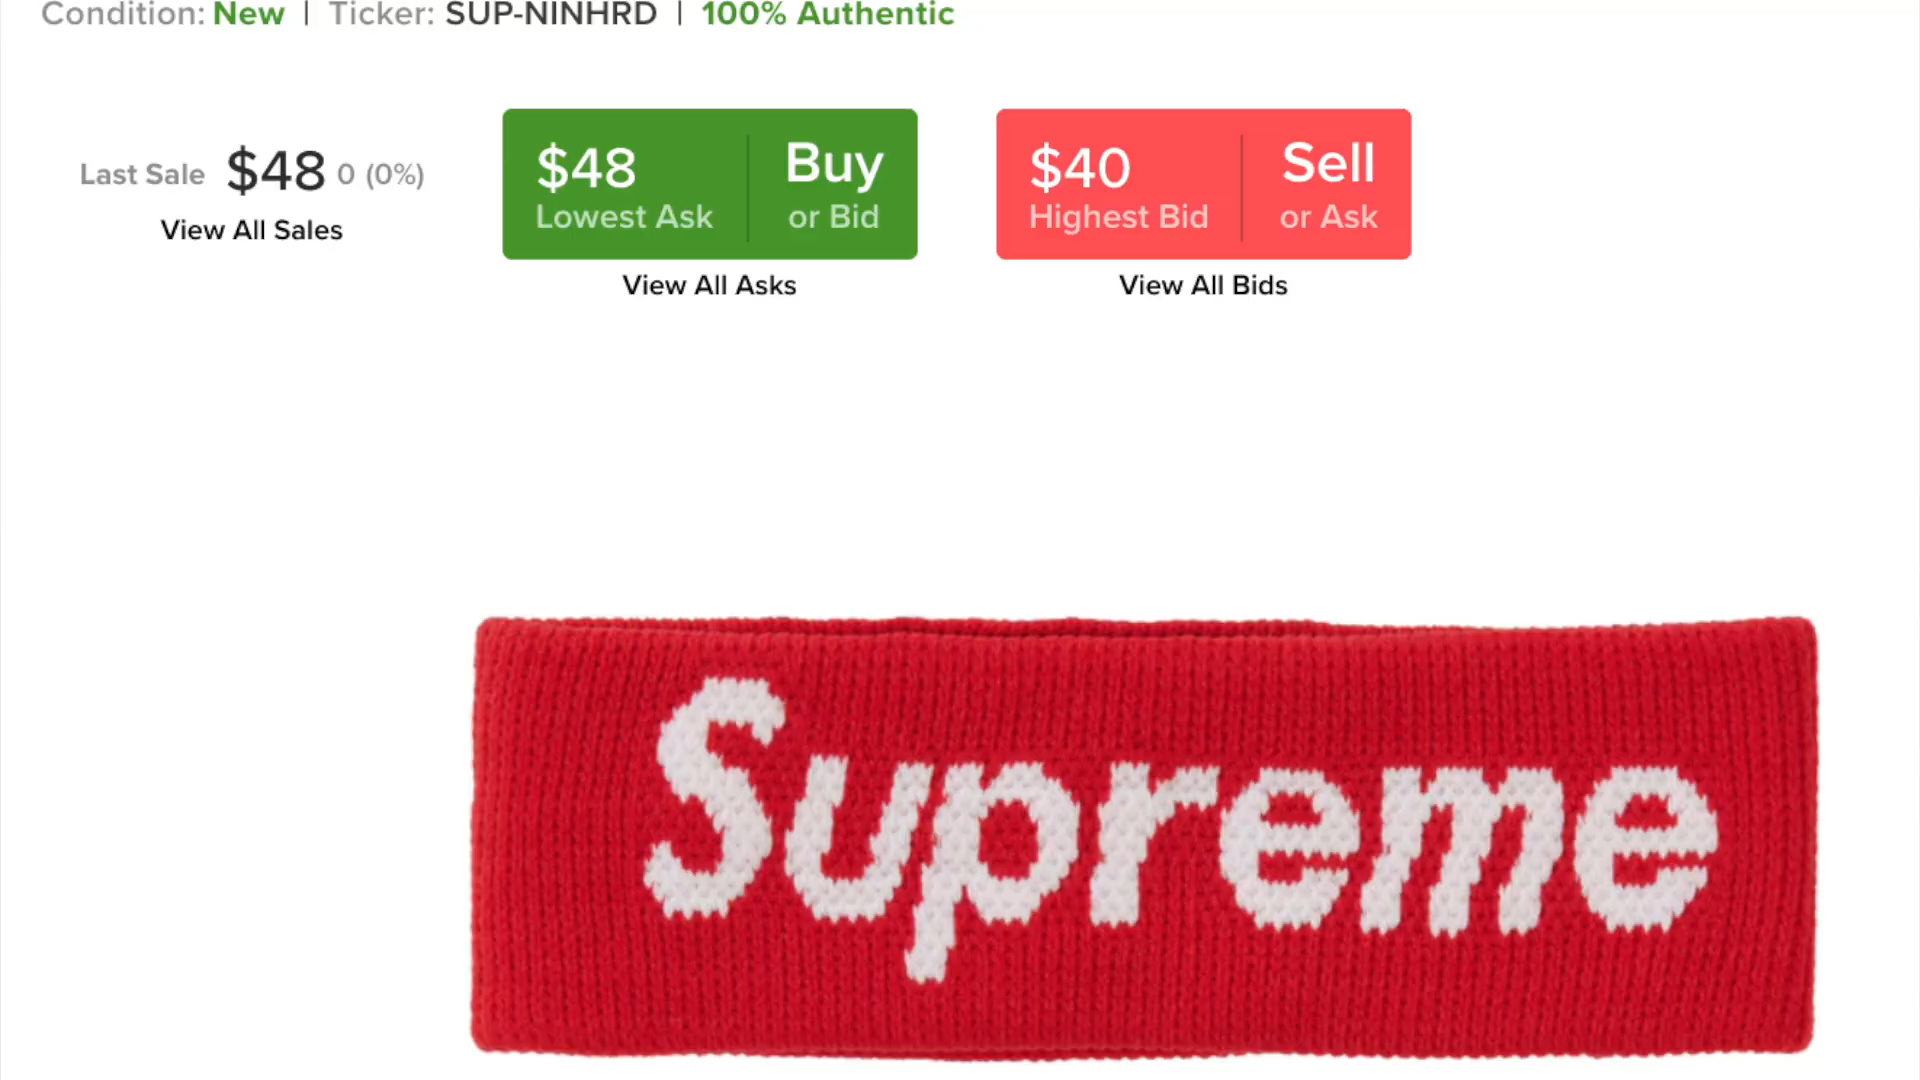 Condition: New | Ticker: SUP-NINHRD | 100% Authentic
Last Sale $48 0 (0%)
View All Sales
$48 Buy
Lowest Ask or Bid
View All Asks
$40 Sell
Highest Bid or Ask
View All Bids
Supreme